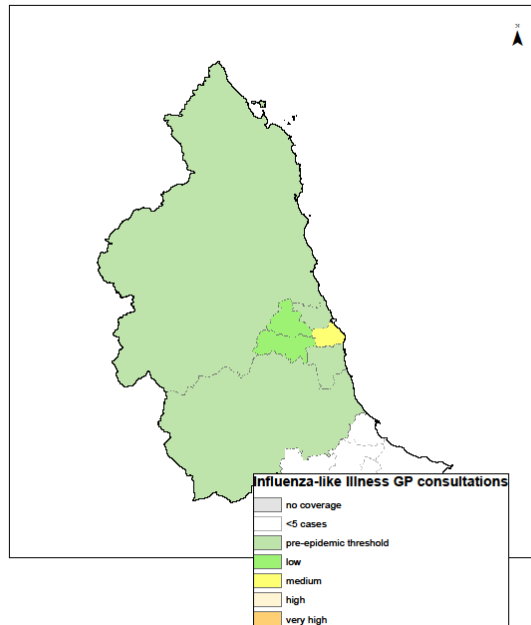 Influenza-like Illness GP consultations
no coverage
<5 cases
pre-epidemic threshold
low
medium
high
very high